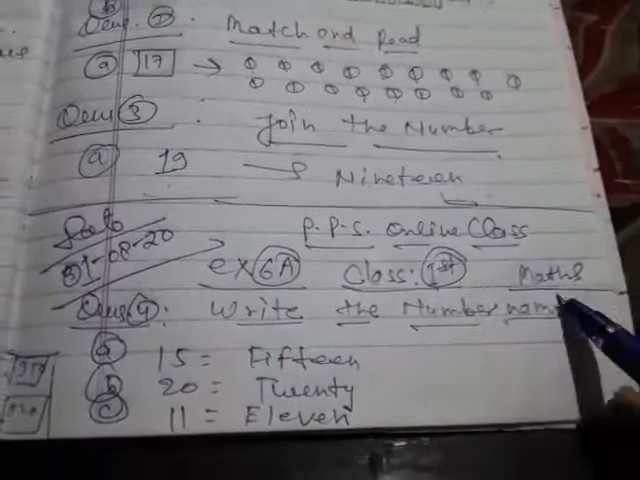 Ques. 2. Match and Read
a 17 →
Ques 3. Join the Number
a 19 → Nineteen
P.P.S. Online Class
Date
01-08-20
ex 6A Class: 1st Maths
Ques 4. Write the Number nam
a 15 = Fifteen
b 20 = Twenty
c 11 = Eleven